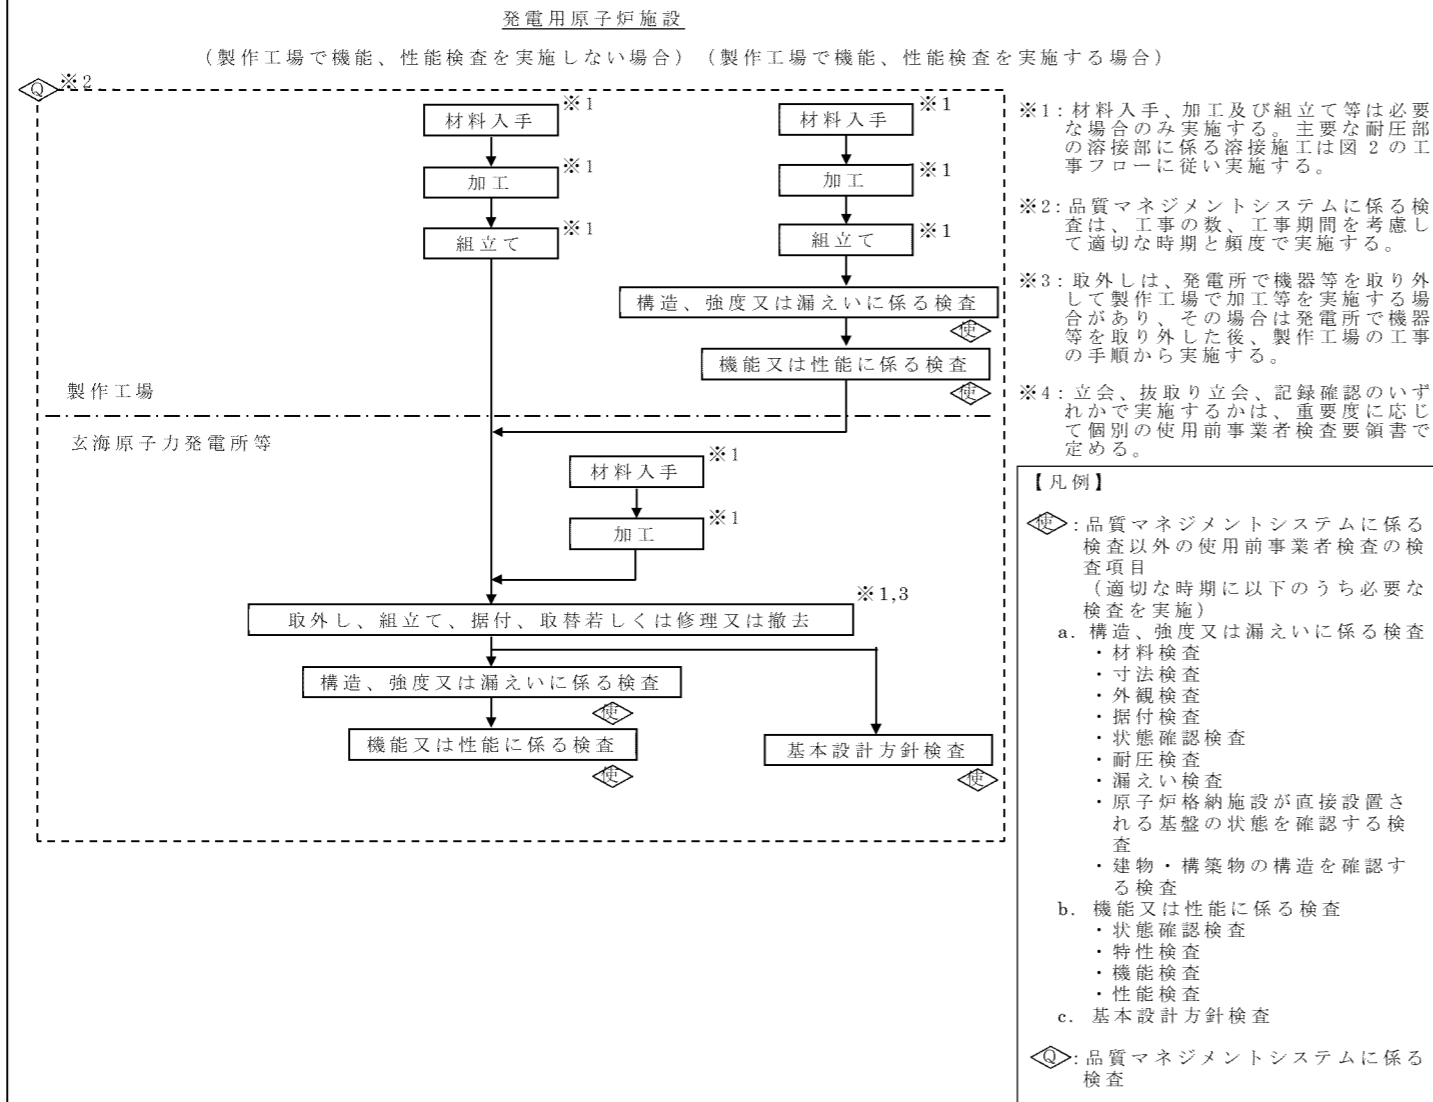 発電用原子炉施設
（製作工場で機能、性能検査を実施しない場合）（製作工場で機能、性能検査を実施する場合）
Q ※2
材料入手 ※1
加工 ※1
組立て ※1
材料入手 ※1
加工 ※1
組立て ※1
構造、強度又は漏えいに係る検査
使
機能又は性能に係る検査
使
製作工場
玄海原子力発電所等
材料入手 ※1
加工 ※1
取外し、組立て、据付、取替若しくは修理又は撤去 ※1,3
構造、強度又は漏えいに係る検査
使
機能又は性能に係る検査
使
基本設計方針検査
使
※1：材料入手、加工及び組立て等は必要
な場合のみ実施する。主要な耐圧部
の溶接部に係る溶接施工は図2の工
事フローに従い実施する。
※2：品質マネジメントシステムに係る検
査は、工事の数、工事期間を考慮し
て適切な時期と頻度で実施する。
※3：取外しは、発電所で機器等を取り外
して製作工場で加工等を実施する場
合があり、その場合は発電所で機器
等を取り外した後、製作工場の工事
の手順から実施する。
※4：立会、抜取り立会、記録確認のいず
れかで実施するかは、重要度に応じ
て個別の使用前事業者検査要領書で
定める。
【凡例】
使：品質マネジメントシステムに係る
検査以外の使用前事業者検査の検
査項目
（適切な時期に以下のうち必要な
検査を実施）
a. 構造、強度又は漏えいに係る検査
・材料検査
・寸法検査
・外観検査
・据付検査
・状態確認検査
・耐圧検査
・漏えい検査
・原子炉格納施設が直接設置さ
れる基盤の状態を確認する検
査
・建物・構築物の構造を確認す
る検査
b. 機能又は性能に係る検査
・状態確認検査
・特性検査
・機能検査
・性能検査
c. 基本設計方針検査
Q：品質マネジメントシステムに係る
検査